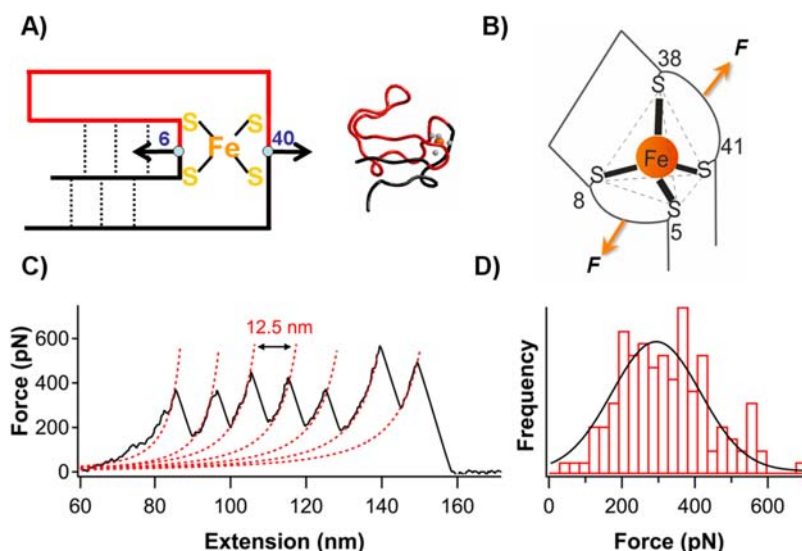 A)
S S
6 Fe 40
S S
B)
F
38
S
Fe
41
S S
8 S
5
F
C)
12.5 nm
600
400
200
0
Force (pN)
60 80 100 120 140 160
Extension (nm)
D)
Frequency
0 200 400 600
Force (pN)